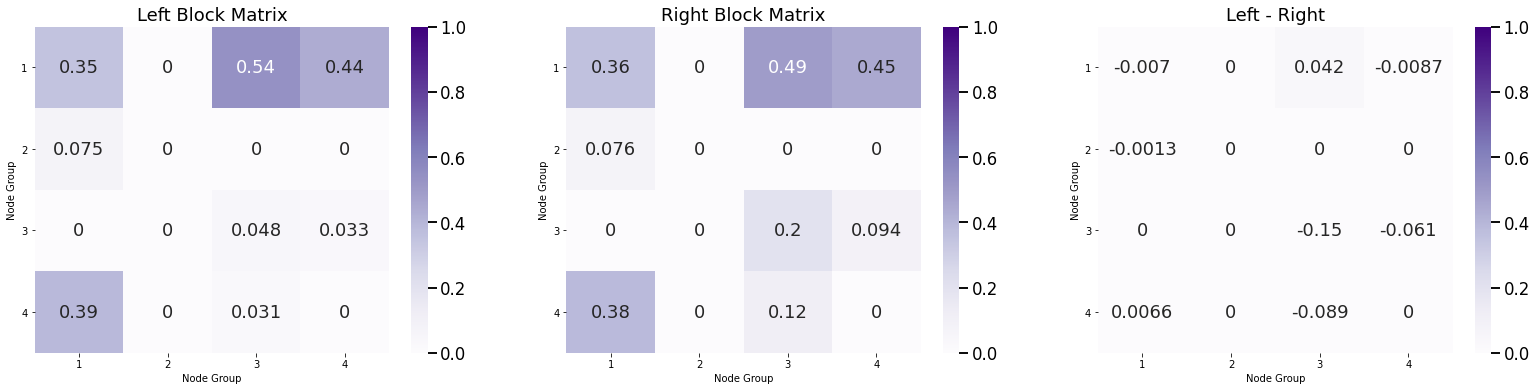 Left Block Matrix
1.0
0.8
0.6
0.4
0.2
0.0
Node Group
1 0.35 0 0.54 0.44
2 0.075 0 0 0
3 0 0 0.048 0.033
4 0.39 0 0.031 0
1 2 3 4
Node Group
Right Block Matrix
1.0
0.8
0.6
0.4
0.2
0.0
Node Group
1 0.36 0 0.49 0.45
2 0.076 0 0 0
3 0 0 0.2 0.094
4 0.38 0 0.12 0
1 2 3 4
Node Group
Left - Right
1.0
0.8
0.6
0.4
0.2
0.0
Node Group
1 -0.007 0 0.042 -0.0087
2 -0.0013 0 0 0
3 0 0 -0.15 -0.061
4 0.0066 0 -0.089 0
1 2 3 4
Node Group